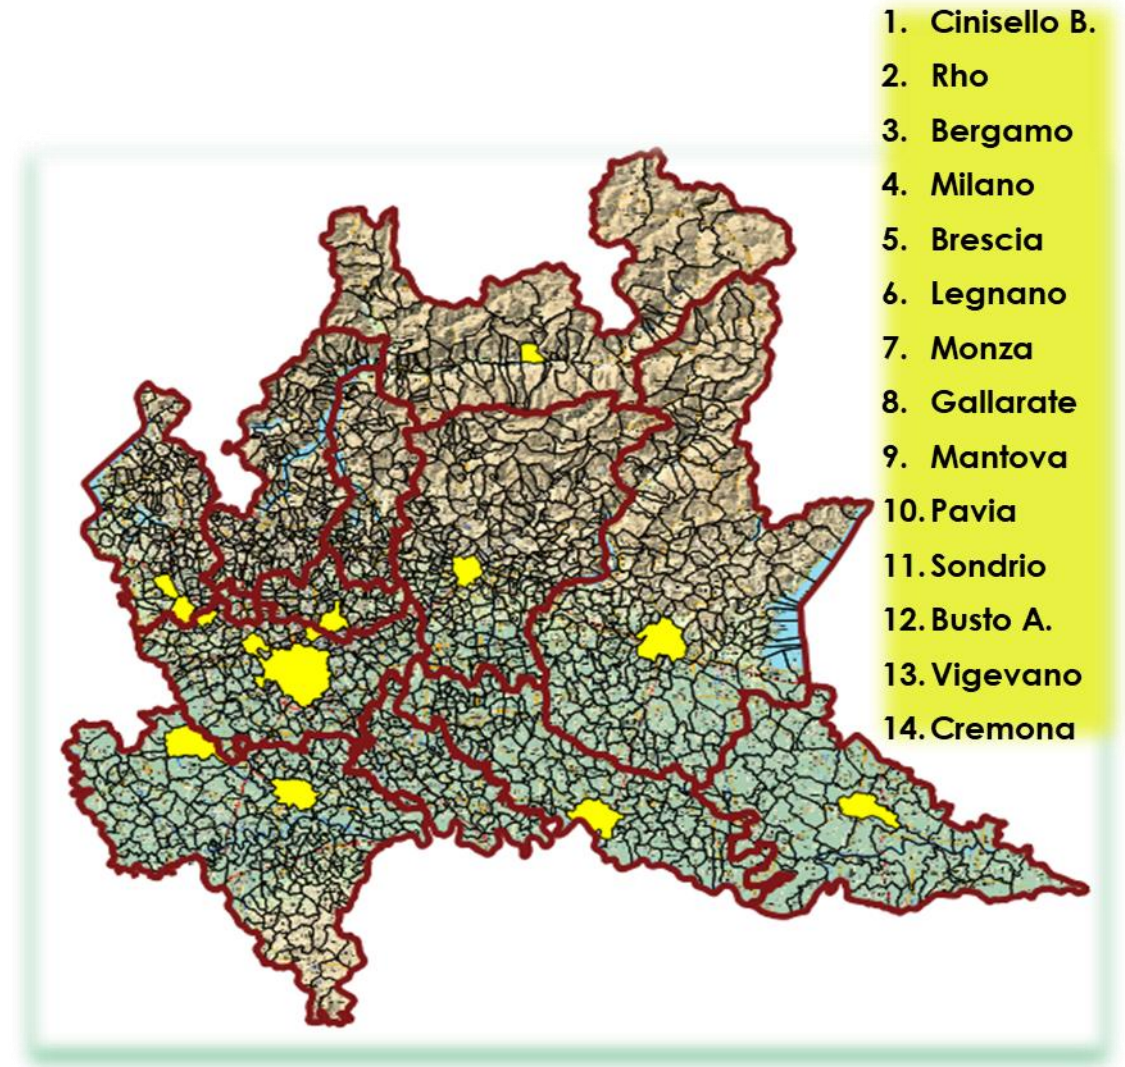 1. Cinisello B.
2. Rho
3. Bergamo
4. Milano
5. Brescia
6. Legnano
7. Monza
8. Gallarate
9. Mantova
10. Pavia
11. Sondrio
12. Busto A.
13. Vigevano
14. Cremona